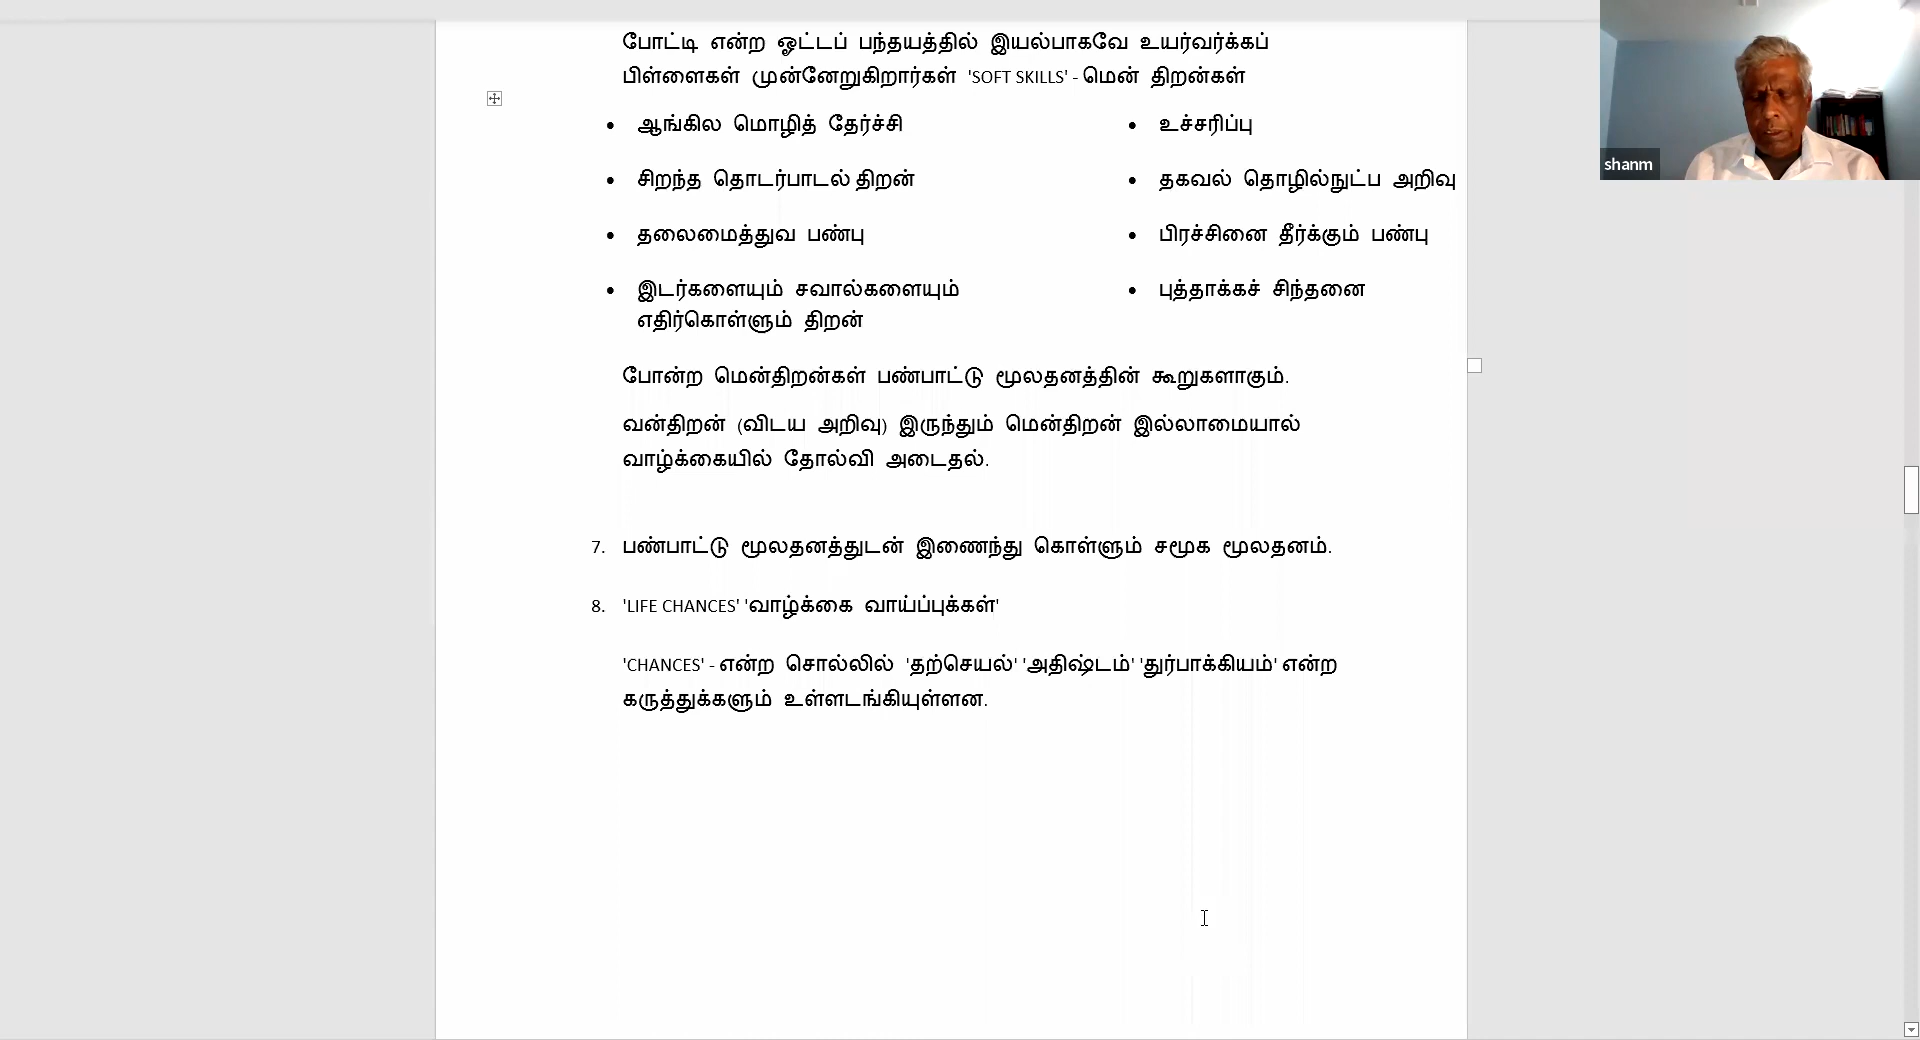 போட்டி என்ற ஓட்டப் பந்தயத்தில் இயல்பாகவே உயர்வர்க்கப்
பிள்ளைகள் முன்னேறுகிறார்கள் 'SOFT SKILLS' - மென் திறன்கள்
• ஆங்கில மொழித் தேர்ச்சி
• உச்சரிப்பு
• சிறந்த தொடர்பாடல் திறன்
• தகவல் தொழில்நுட்ப அறிவு
• தலைமைத்துவ பண்பு
• பிரச்சினை தீர்க்கும் பண்பு
• இடர்களையும் சவால்களையும்
எதிர்கொள்ளும் திறன்
• புத்தாக்கச் சிந்தனை
போன்ற மென்திறன்கள் பண்பாட்டு மூலதனத்தின் கூறுகளாகும்.
வன்திறன் (விடய அறிவு) இருந்தும் மென்திறன் இல்லாமையால்
வாழ்க்கையில் தோல்வி அடைதல்.
7. பண்பாட்டு மூலதனத்துடன் இணைந்து கொள்ளும் சமூக மூலதனம்.
8. 'LIFE CHANCES' 'வாழ்க்கை வாய்ப்புக்கள்'
'CHANCES' - என்ற சொல்லில் 'தற்செயல்' 'அதிஷ்டம்' 'துர்பாக்கியம்' என்ற
கருத்துக்களும் உள்ளடங்கியுள்ளன.
shanm